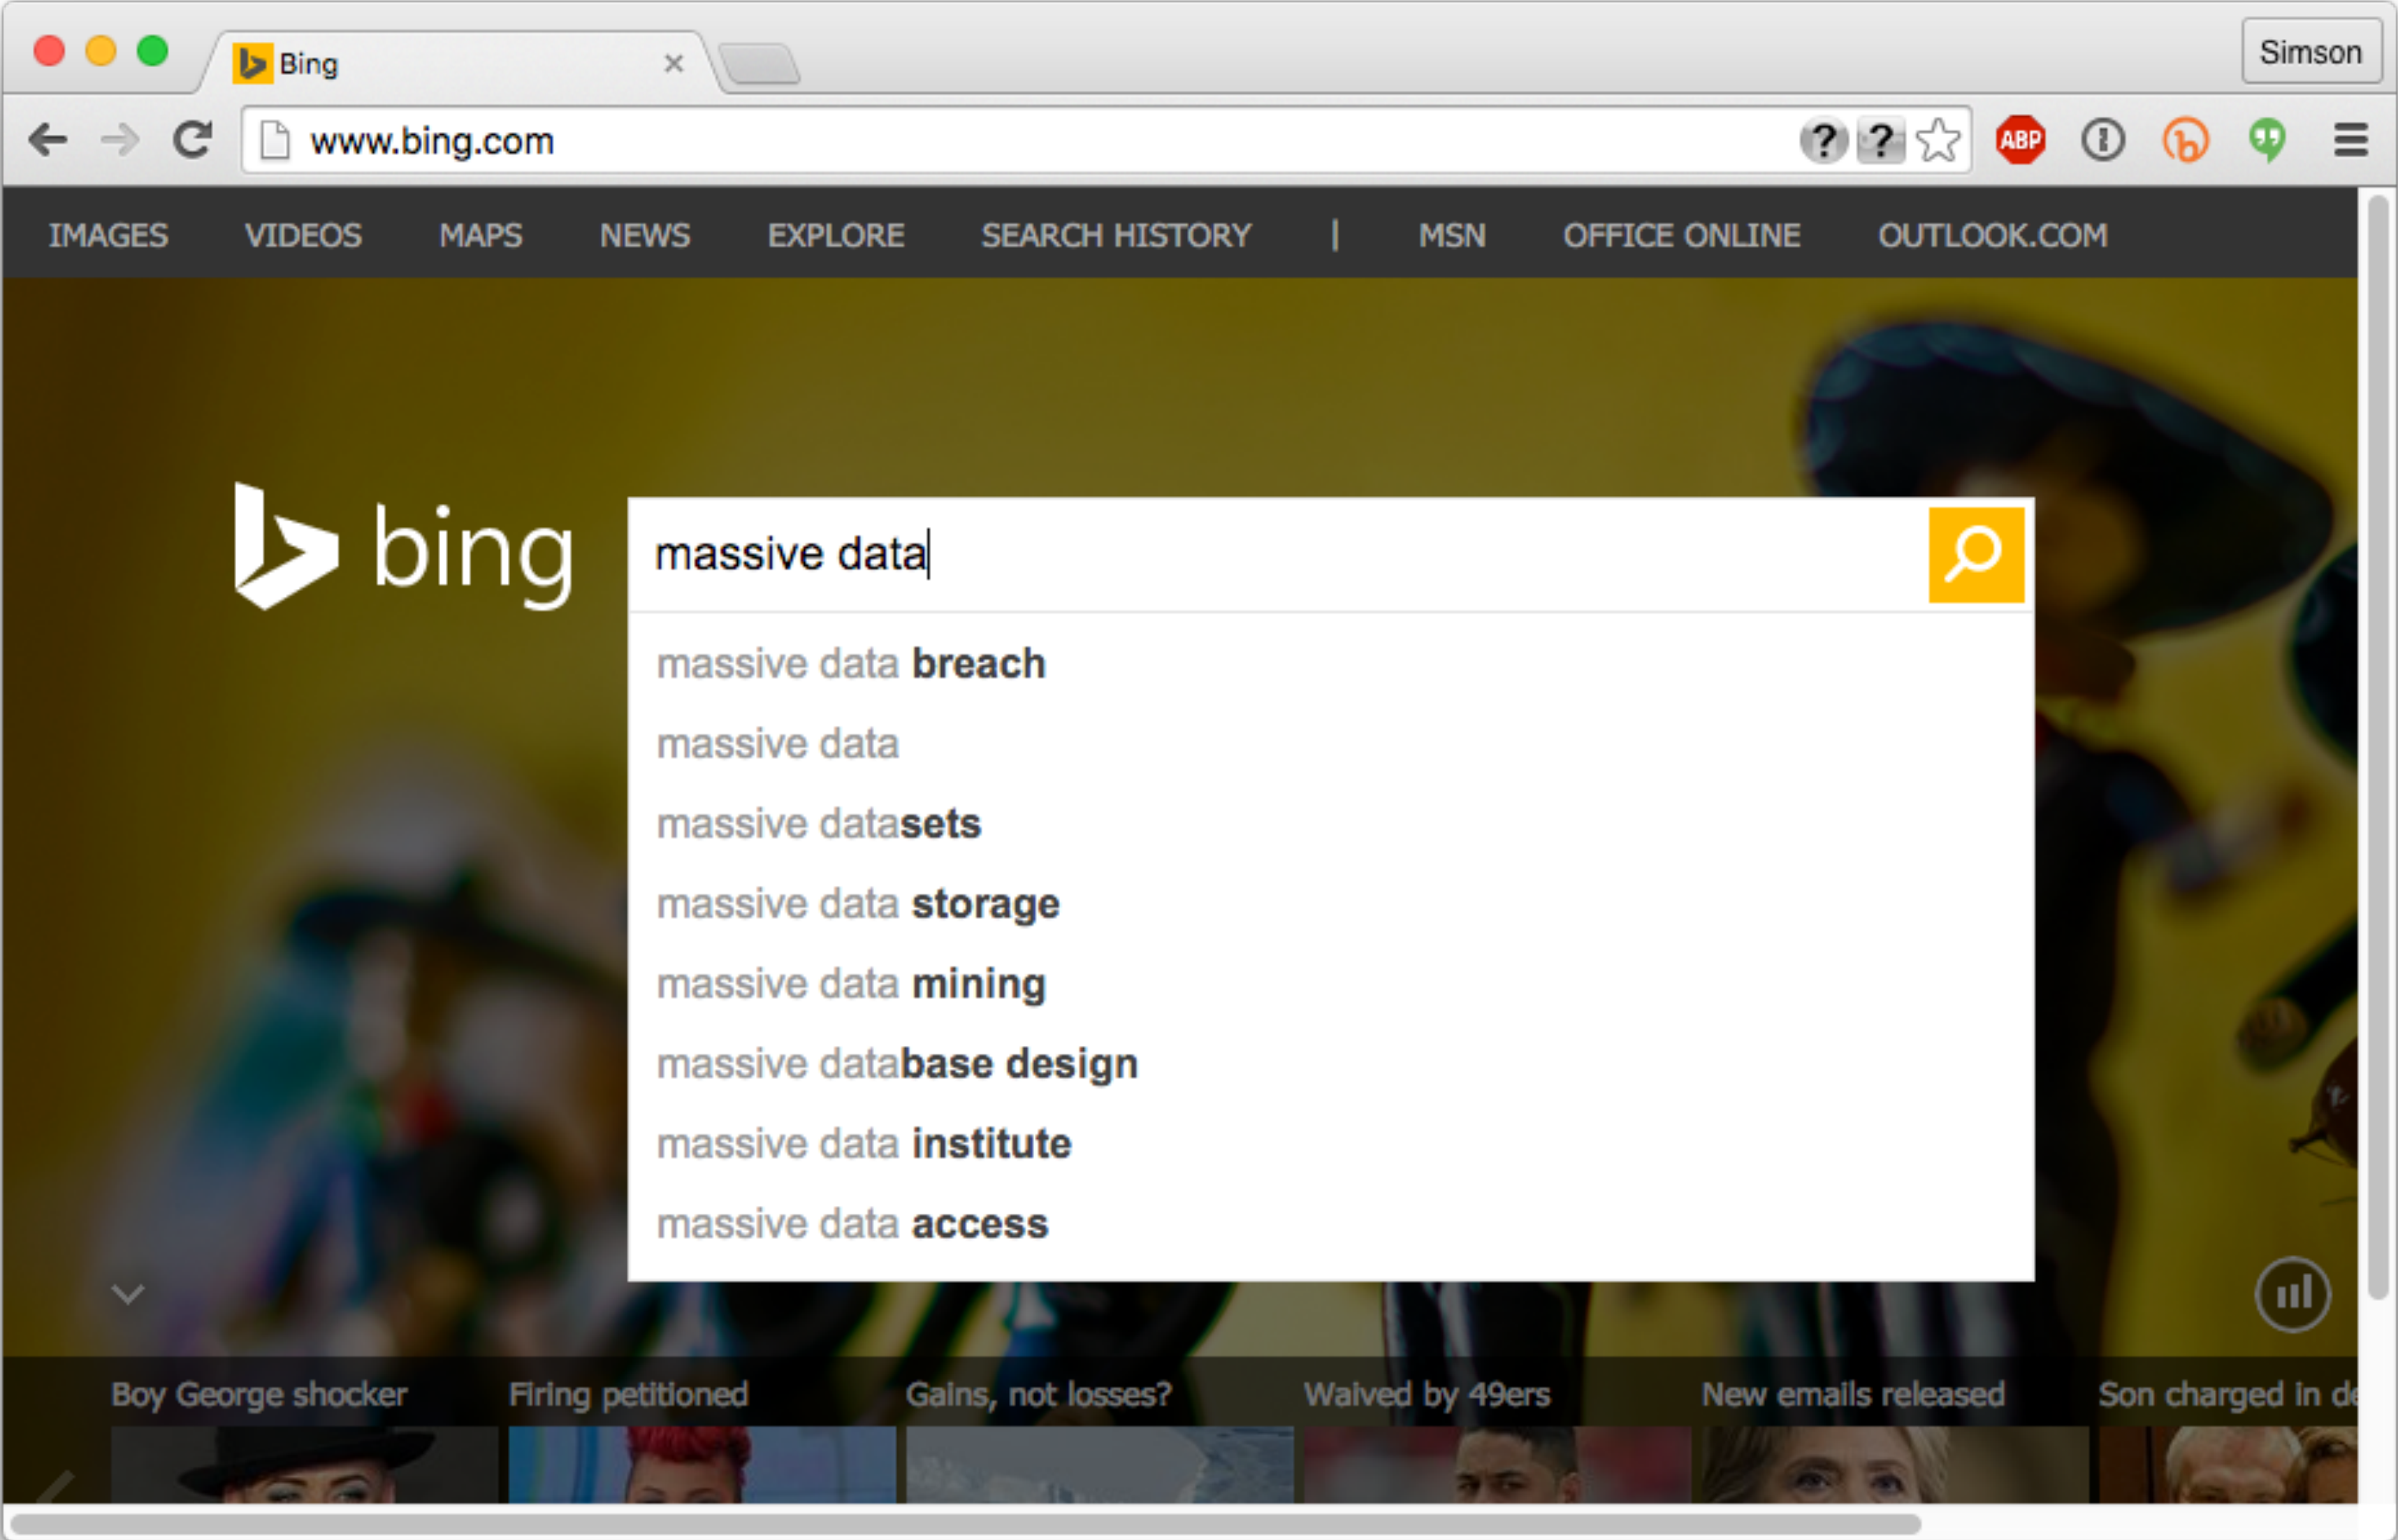 Bing
Simson
www.bing.com
? ? ABP
IMAGES VIDEOS MAPS NEWS EXPLORE SEARCH HISTORY | MSN OFFICE ONLINE OUTLOOK.COM
bing
massive data
massive data breach
massive data
massive datasets
massive data storage
massive data mining
massive database design
massive data institute
massive data access
Boy George shocker Firing petitioned Gains, not losses? Waived by 49ers New emails released Son charged in